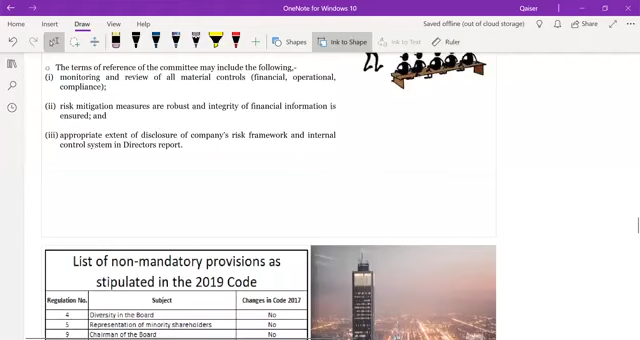 OneNote for Windows 10
Qaiser
Home
Insert
Draw
View
Help
Saved offline (out of cloud storage)
Share
Shapes
Ink to Shape
Ink to Text
Ruler
o The terms of reference of the committee may include the following,-
(i) monitoring and review of all material controls (financial, operational,
compliance);
(ii) risk mitigation measures are robust and integrity of financial information is
ensured; and
(iii) appropriate extent of disclosure of company's risk framework and internal
control system in Directors report.
List of non-mandatory provisions as
stipulated in the 2019 Code
Regulation No. Subject Changes in Code 2017
4 Diversity in the Board No
5 Representation of minority shareholders No
9 Chairman of the Board No